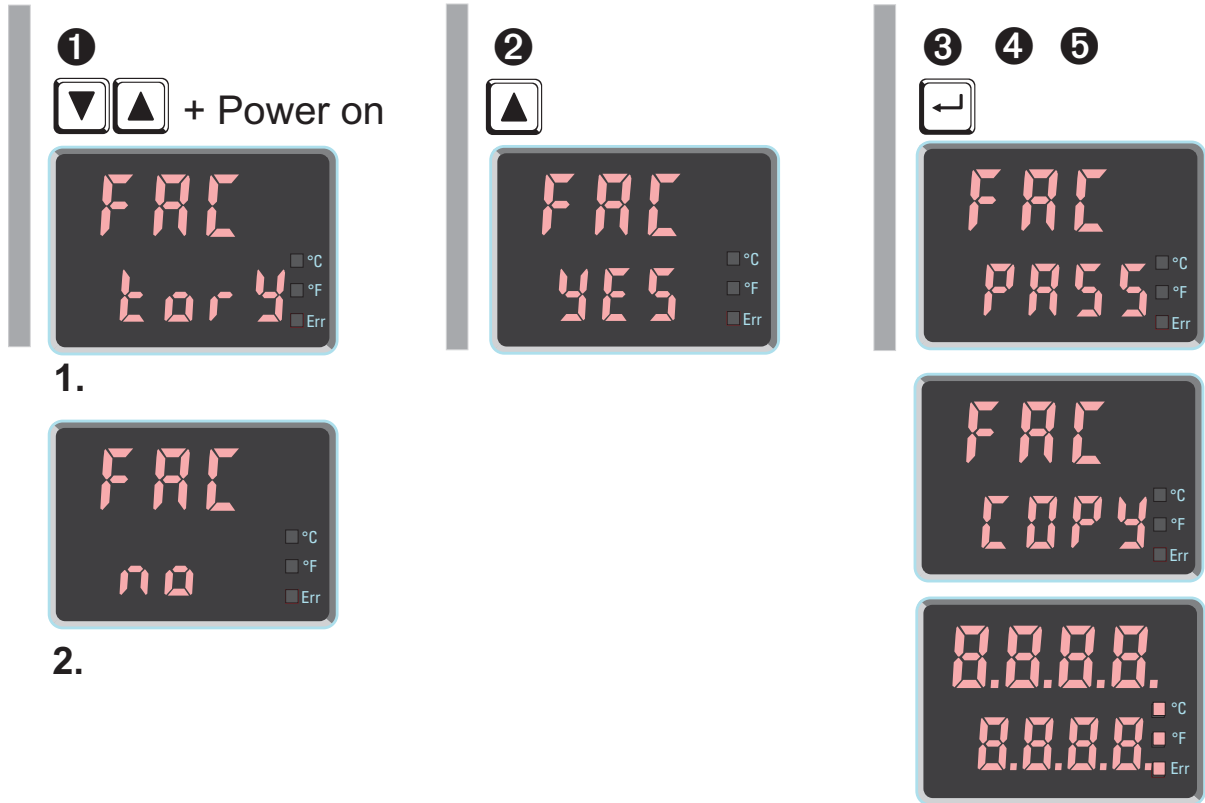 ❶
▼ ▲ + Power on
FAC
torY
°C
°F
Err
1.
FAC
no
°C
°F
Err
2.
❷
▲
FAC
YES
°C
°F
Err
❸ ❹ ❺
↵
FAC
PASS
°C
°F
Err
FAC
COPY
°C
°F
Err
8.8.8.8.
8.8.8.8.
°C
°F
Err